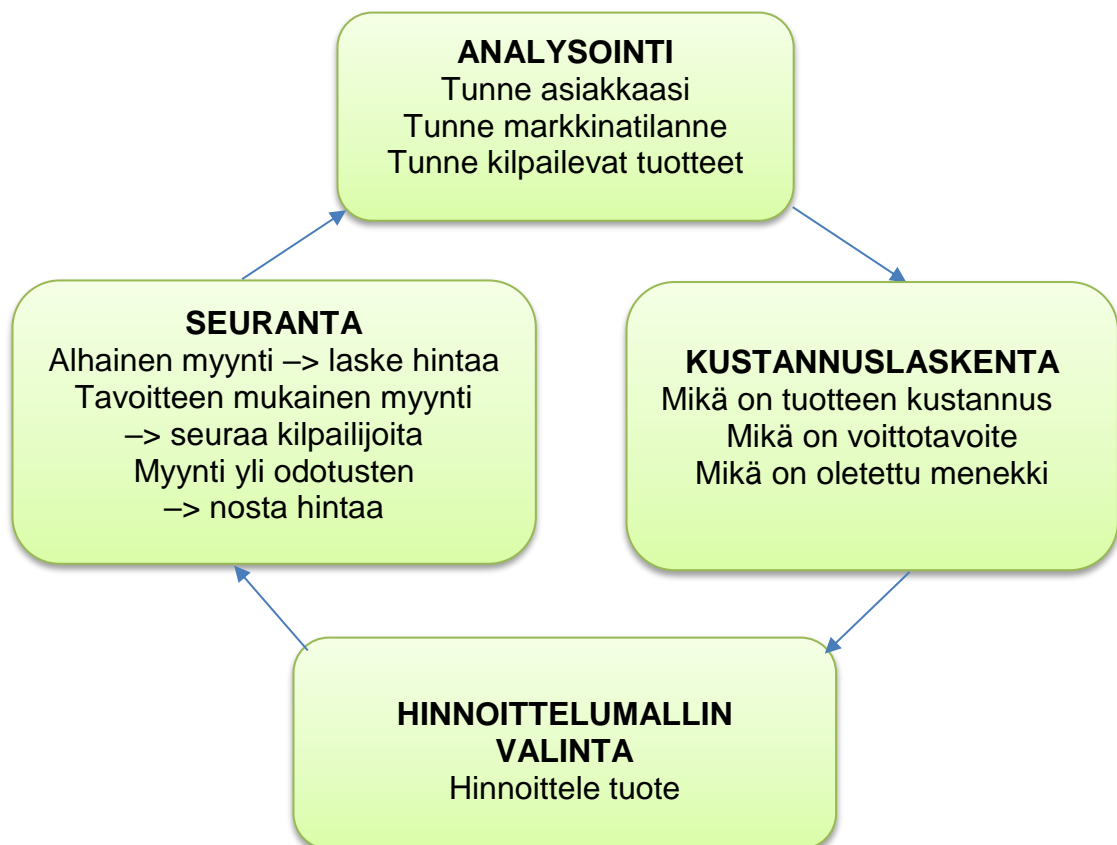 ANALYSOINTI
Tunne asiakkaasi
Tunne markkinatilanne
Tunne kilpailevat tuotteet
KUSTANNUSLASKENTA
Mikä on tuotteen kustannus
Mikä on voittotavoite
Mikä on oletettu menekki
HINNOITTELUMALLIN
VALINTA
Hinnoittele tuote
SEURANTA
Alhainen myynti –> laske hintaa
Tavoitteen mukainen myynti
–> seuraa kilpailijoita
Myynti yli odotusten
–> nosta hintaa